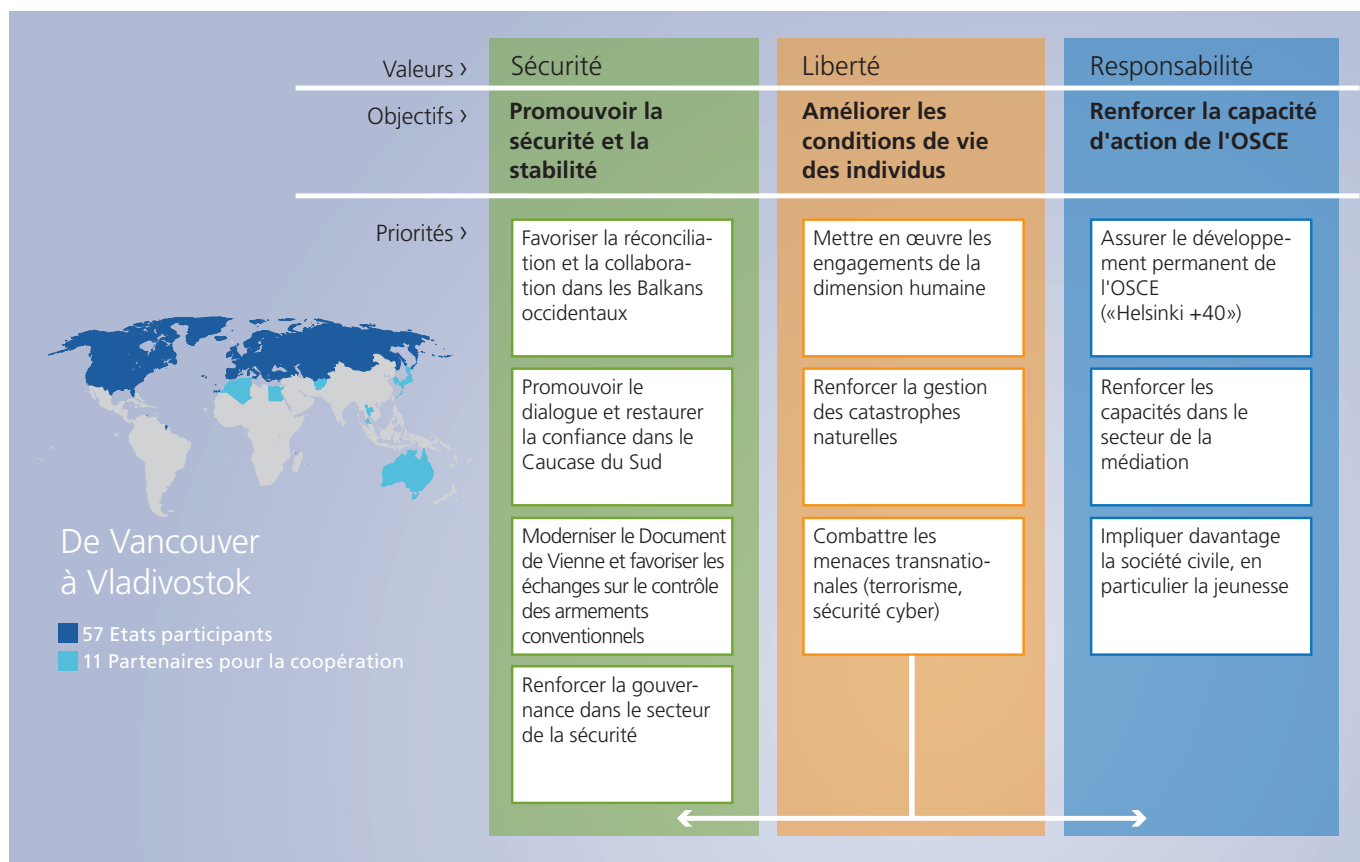 Valeurs ›
Sécurité
Liberté
Responsabilité
Objectifs ›
Promouvoir la
sécurité et la
stabilité
Améliorer les
conditions de vie
des individus
Renforcer la capacité
d'action de l'OSCE
Priorités ›
Favoriser la réconcilia-
tion et la collabora-
tion dans les Balkans
occidentaux
Promouvoir le
dialogue et restaurer
la confiance dans le
Caucase du Sud
Moderniser le Document
de Vienne et favoriser les
échanges sur le contrôle
des armements
conventionnels
Renforcer la gouver-
nance dans le secteur
de la sécurité
Mettre en œuvre les
engagements de la
dimension humaine
Renforcer la gestion
des catastrophes
naturelles
Combattre les
menaces transnatio-
nales (terrorisme,
sécurité cyber)
Assurer le développe-
ment permanent de
l'OSCE
(«Helsinki +40»)
Renforcer les
capacités dans le
secteur de la
médiation
Impliquer davantage
la société civile, en
particulier la jeunesse
De Vancouver
à Vladivostok
57 Etats participants
11 Partenaires pour la coopération